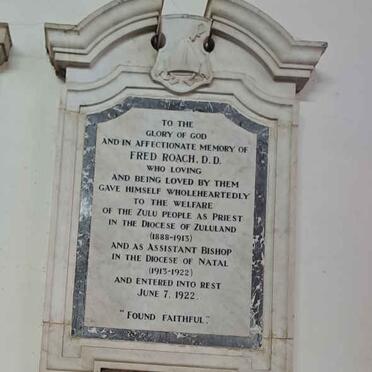 TO THE
GLORY OF GOD
AND IN AFFECTIONATE MEMORY OF
FRED ROACH, D.D.
WHO LOVING
AND BEING LOVED BY THEM
GAVE HIMSELF WHOLEHEARTEDLY
TO THE WELFARE
OF THE ZULU PEOPLE AS PRIEST
IN THE DIOCESE OF ZULULAND
(1888-1913)
AND AS ASSISTANT BISHOP
IN THE DIOCESE OF NATAL
(1913-1922)
AND ENTERED INTO REST
JUNE 7, 1922.
"FOUND FAITHFUL".